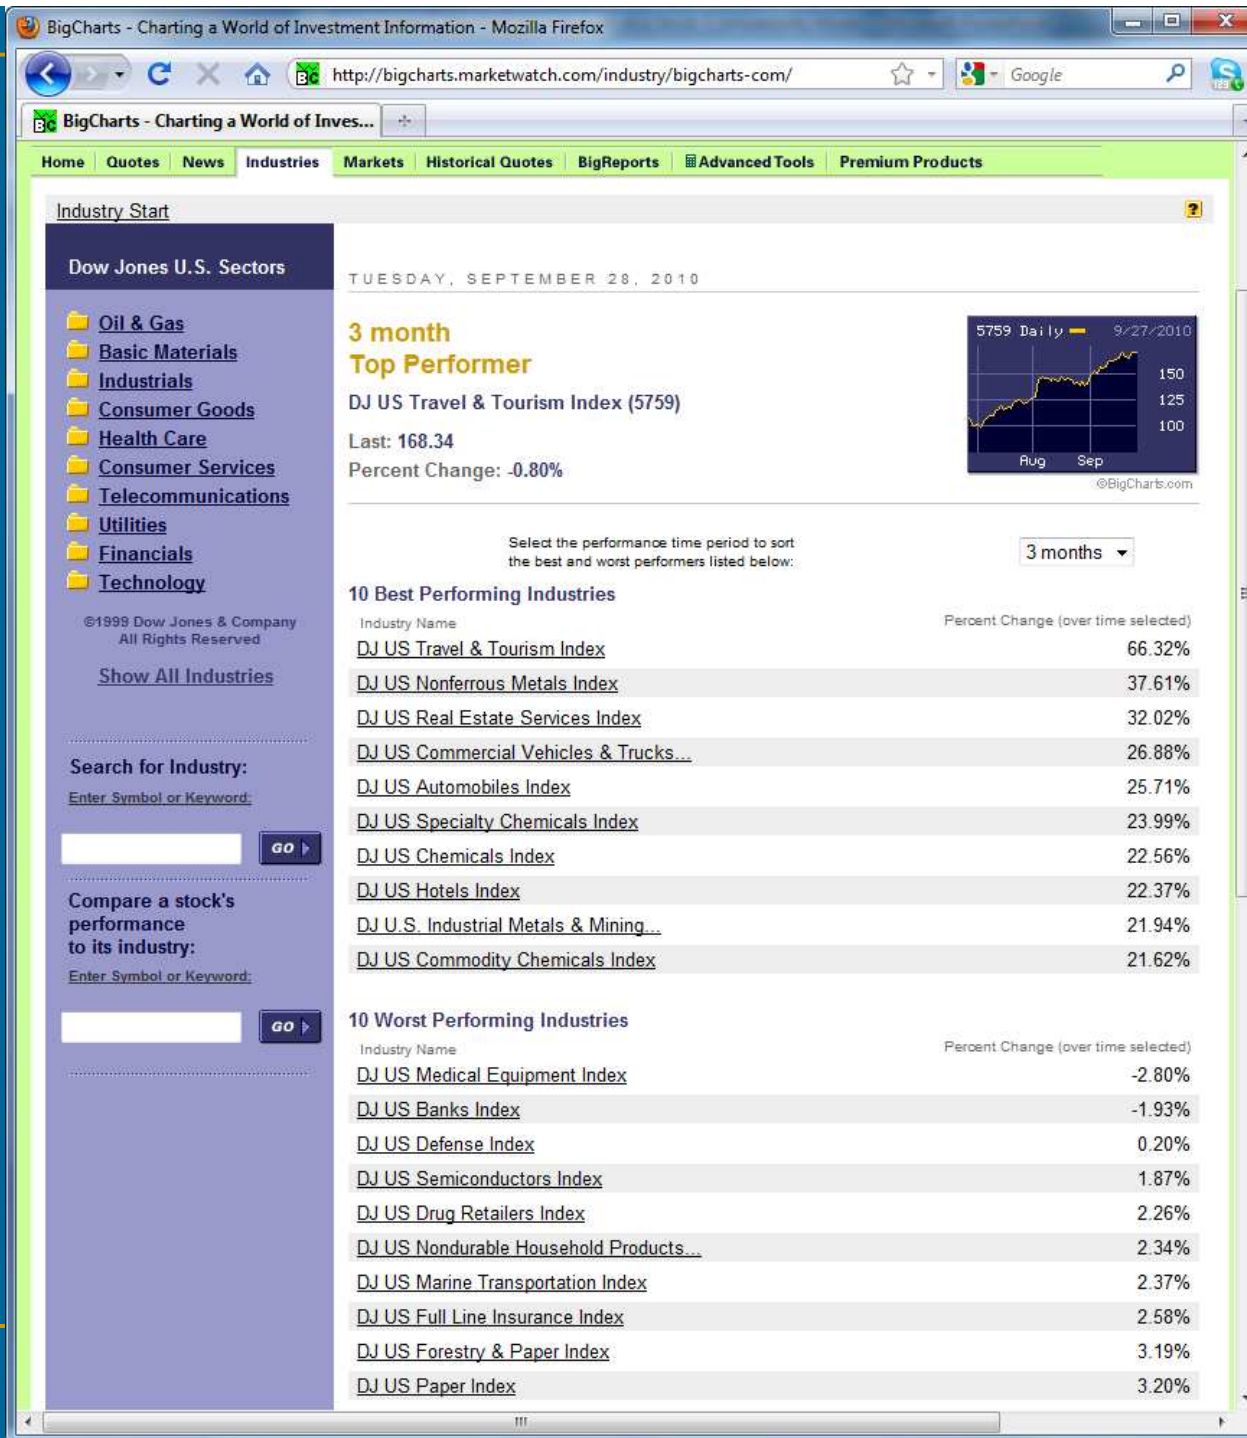 BigCharts - Charting a World of Investment Information - Mozilla Firefox
http://bigcharts.marketwatch.com/industry/bigcharts-com/
Google
BigCharts - Charting a World of Inves...
Home Quotes News Industries Markets Historical Quotes BigReports Advanced Tools Premium Products
Industry Start ?
Dow Jones U.S. Sectors
Oil & Gas
Basic Materials
Industrials
Consumer Goods
Health Care
Consumer Services
Telecommunications
Utilities
Financials
Technology
©1999 Dow Jones & Company
All Rights Reserved
Show All Industries
Search for Industry:
Enter Symbol or Keyword:
GO
Compare a stock's
performance
to its industry:
Enter Symbol or Keyword:
GO
TUESDAY, SEPTEMBER 28, 2010
3 month
Top Performer
DJ US Travel & Tourism Index (5759)
Last: 168.34
Percent Change: -0.80%
5759 Daily 9/27/2010
150
125
100
Aug Sep
©BigCharts.com
Select the performance time period to sort
the best and worst performers listed below:
3 months
10 Best Performing Industries
Industry Name Percent Change (over time selected)
DJ US Travel & Tourism Index 66.32%
DJ US Nonferrous Metals Index 37.61%
DJ US Real Estate Services Index 32.02%
DJ US Commercial Vehicles & Trucks... 26.88%
DJ US Automobiles Index 25.71%
DJ US Specialty Chemicals Index 23.99%
DJ US Chemicals Index 22.56%
DJ US Hotels Index 22.37%
DJ U.S. Industrial Metals & Mining... 21.94%
DJ US Commodity Chemicals Index 21.62%
10 Worst Performing Industries
Industry Name Percent Change (over time selected)
DJ US Medical Equipment Index -2.80%
DJ US Banks Index -1.93%
DJ US Defense Index 0.20%
DJ US Semiconductors Index 1.87%
DJ US Drug Retailers Index 2.26%
DJ US Nondurable Household Products... 2.34%
DJ US Marine Transportation Index 2.37%
DJ US Full Line Insurance Index 2.58%
DJ US Forestry & Paper Index 3.19%
DJ US Paper Index 3.20%